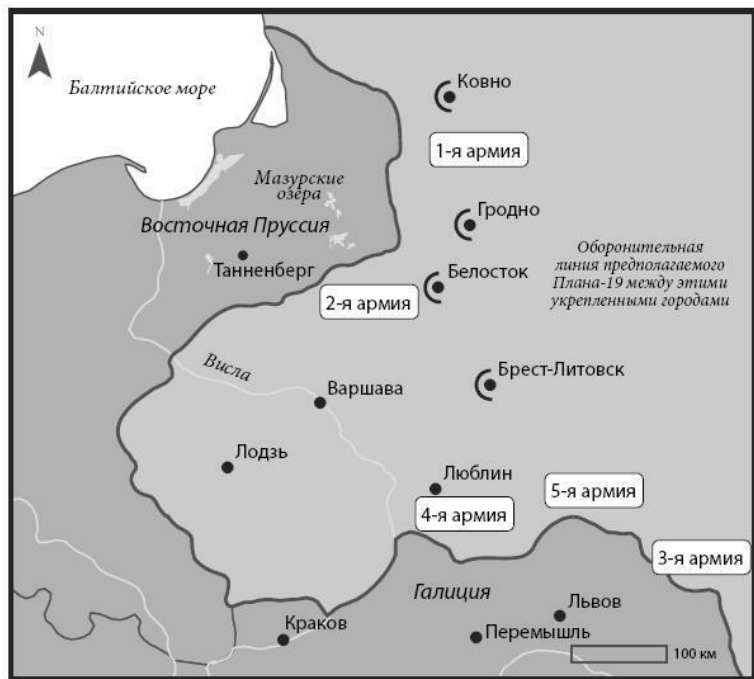 N
Балтийское море
Ковно
1-я армия
Мазурские
озёра
Гродно
Восточная Пруссия
Танненберг
Белосток
Оборонительная
линия предполагаемого
Плана-19 между этими
укрепленными городами
2-я армия
Висла
Варшава
Брест-Литовск
Лодзь
Люблин
5-я армия
4-я армия
3-я армия
Галиция
Львов
Краков
Перемышль
100 км